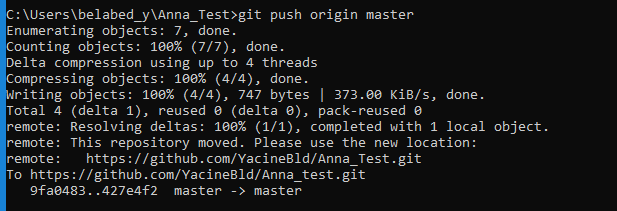 C:\Users\belabed_y\Anna_Test>git push origin master
Enumerating objects: 7, done.
Counting objects: 100% (7/7), done.
Delta compression using up to 4 threads
Compressing objects: 100% (4/4), done.
Writing objects: 100% (4/4), 747 bytes | 373.00 KiB/s, done.
Total 4 (delta 1), reused 0 (delta 0), pack-reused 0
remote: Resolving deltas: 100% (1/1), completed with 1 local object.
remote: This repository moved. Please use the new location:
remote:   https://github.com/YacineBld/Anna_Test.git
To https://github.com/YacineBld/Anna_test.git
   9fa0483..427e4f2  master -> master